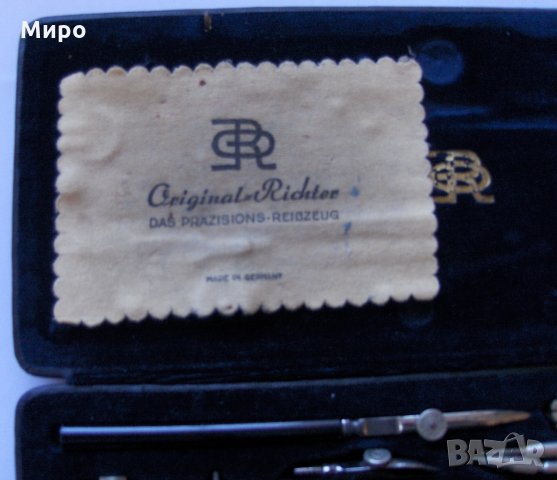 Миро
Original-Richter
DAS PRÄZISIONS-REIßZEUG
MADE IN GERMANY
BAZAR